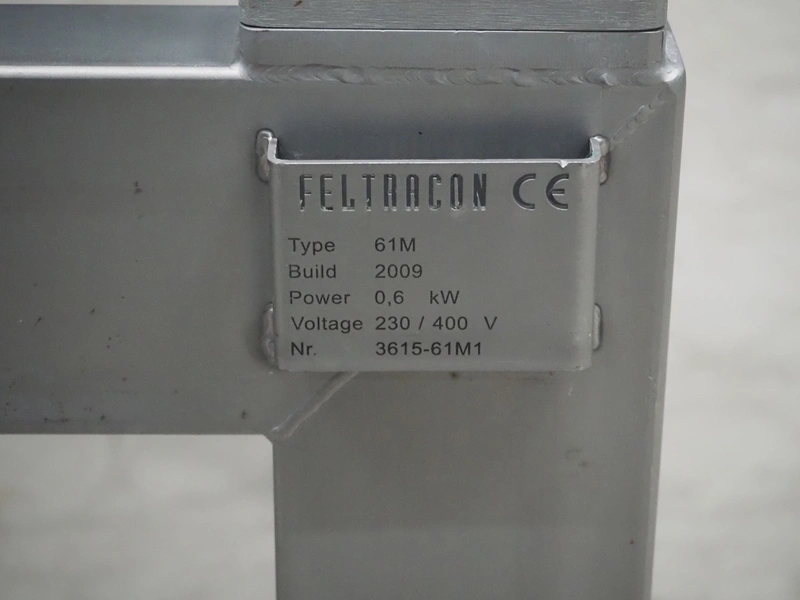 FELTRACON CE
Type 61M
Build 2009
Power 0,6 kW
Voltage 230 / 400 V
Nr. 3615-61M1